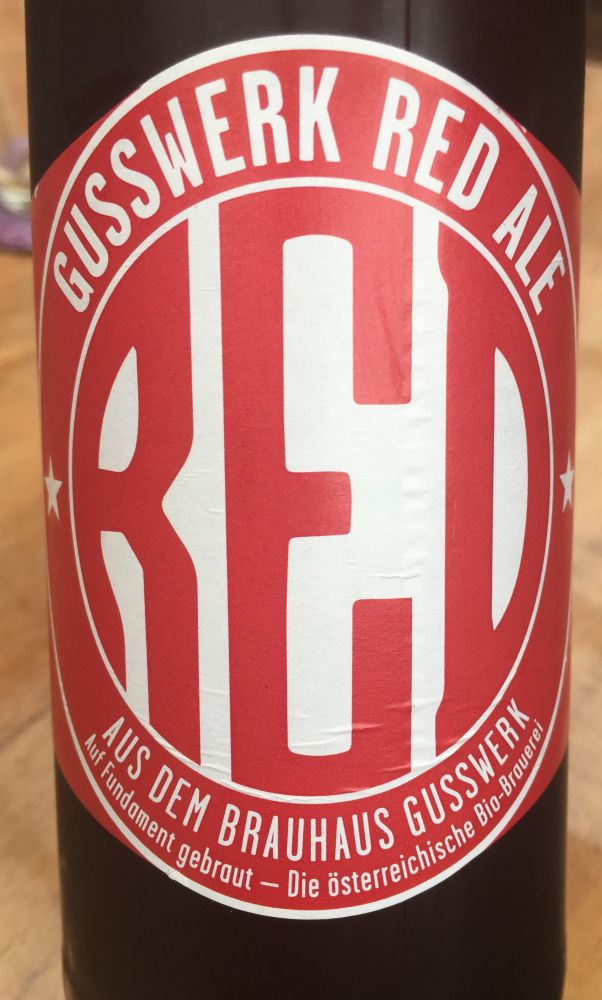 GUSSWERK RED ALE
RED
AUS DEM BRAUHAUS GUSSWERK
Auf Fundament gebraut – Die österreichische Bio-Brauerei